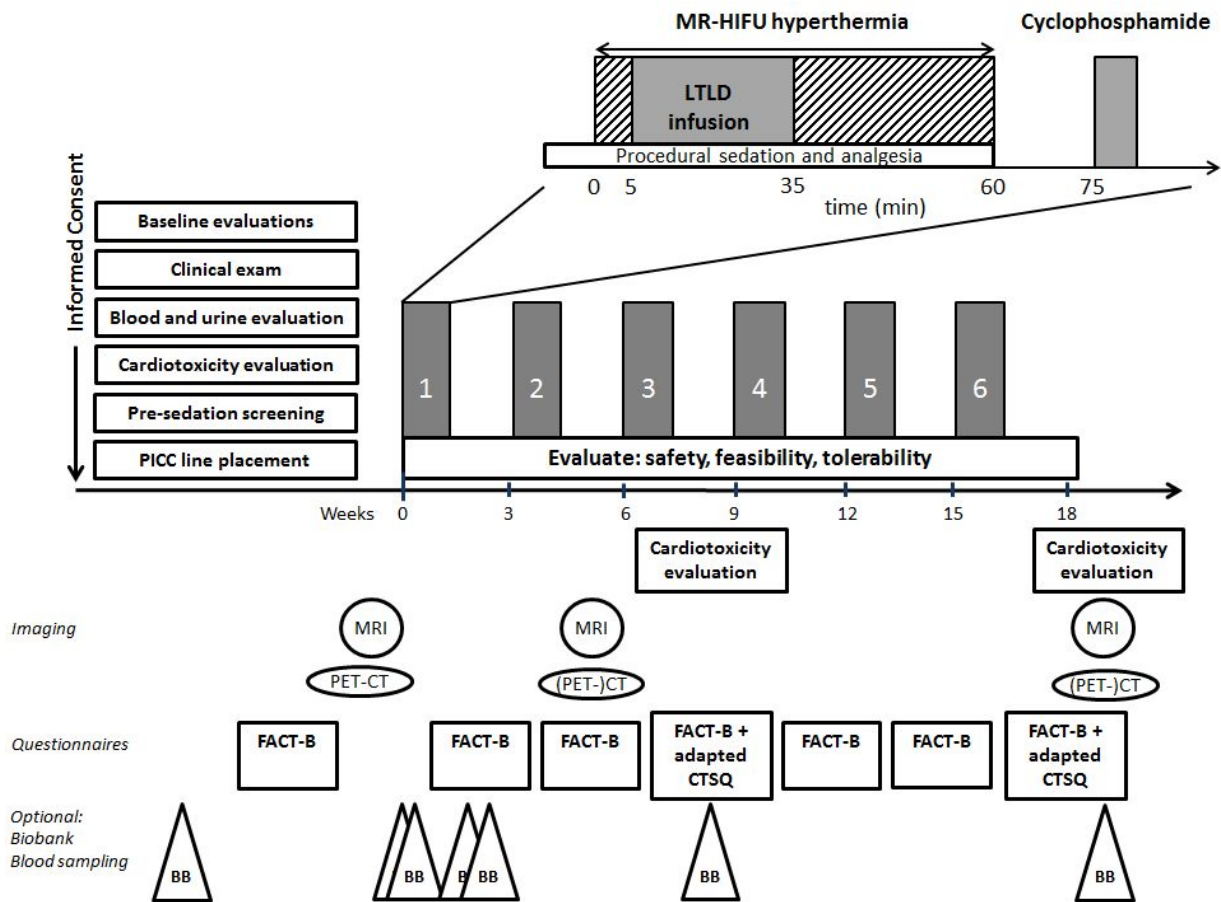 MR-HIFU hyperthermia
Cyclophosphamide
LTLD
infusion
Procedural sedation and analgesia
0 5 35 60 75
time (min)
Informed Consent
Baseline evaluations
Clinical exam
Blood and urine evaluation
Cardiotoxicity evaluation
Pre-sedation screening
PICC line placement
1 2 3 4 5 6
Evaluate: safety, feasibility, tolerability
Weeks 0 3 6 9 12 15 18
Cardiotoxicity
evaluation
Cardiotoxicity
evaluation
Imaging
MRI MRI MRI
PET-CT (PET-)CT (PET-)CT
Questionnaires
FACT-B
FACT-B
FACT-B
FACT-B +
adapted
CTSQ
FACT-B
FACT-B
FACT-B +
adapted
CTSQ
Optional:
Biobank
Blood sampling
BB BB B BB BB BB